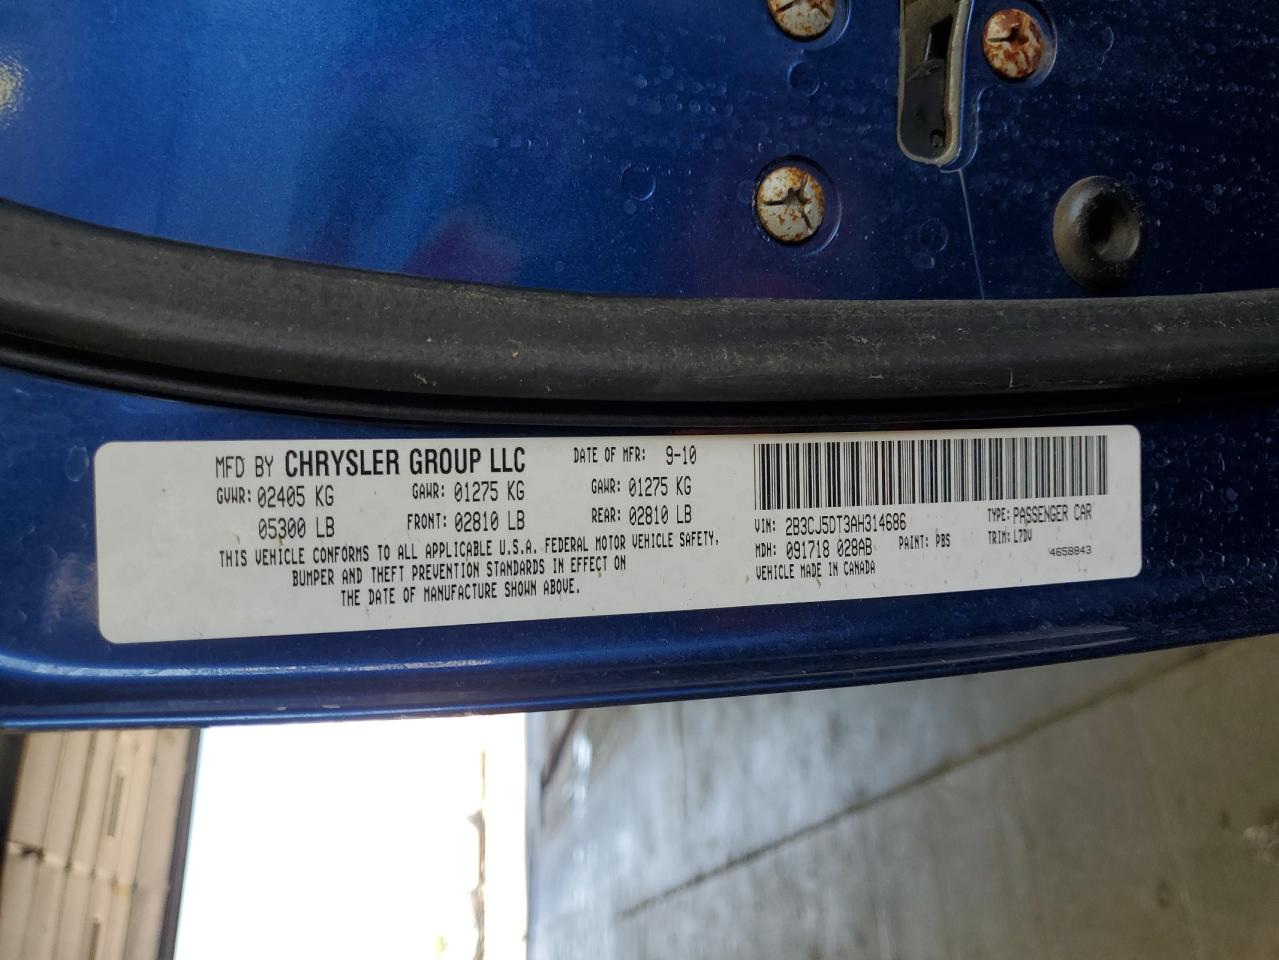 MFD BY CHRYSLER GROUP LLC DATE OF MFR: 9-10
GVWR: 02405 KG GAWR: 01275 KG GAWR: 01275 KG
05300 LB FRONT: 02810 LB REAR: 02810 LB
THIS VEHICLE CONFORMS TO ALL APPLICABLE U.S.A. FEDERAL MOTOR VEHICLE SAFETY,
BUMPER AND THEFT PREVENTION STANDARDS IN EFFECT ON
THE DATE OF MANUFACTURE SHOWN ABOVE.
VIN: 2B3CJ5DT3AH314686 TYPE: PASSENGER CAR
MDH: 091718 028AB PAINT: PBS TRIM: L7DV
VEHICLE MADE IN CANADA 4658843